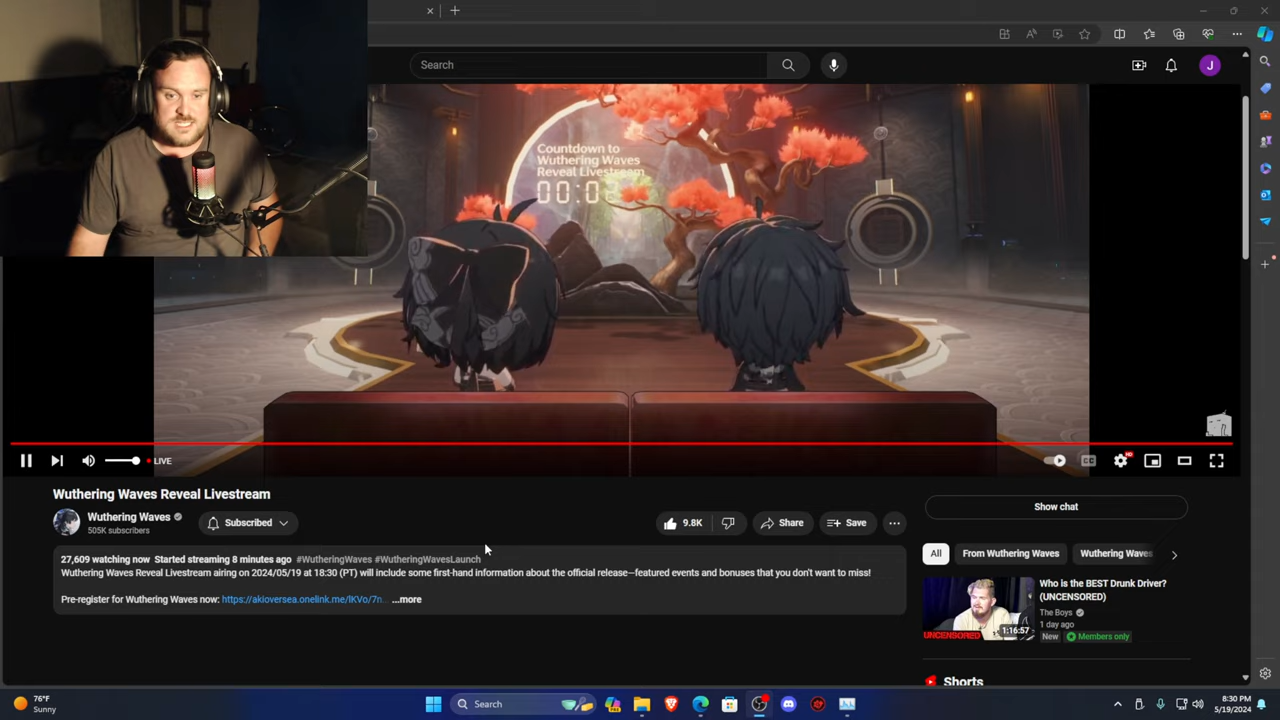 Search
J
Countdown to
Wuthering Waves
Reveal Livestream
LIVE
HD
Wuthering Waves Reveal Livestream
Wuthering Waves
505K subscribers
Subscribed
9.8K
Share
Save
27,609 watching now Started streaming 8 minutes ago #WutheringWaves #WutheringWavesLaunch
Wuthering Waves Reveal Livestream airing on 2024/05/19 at 18:30 (PT) will include some first-hand information about the official release—featured events and bonuses that you don't want to miss!
Pre-register for Wuthering Waves now: https://akioversea.onelink.me/lKVo/7n... ...more
Show chat
All
From Wuthering Waves
Wuthering Waves
Who is the BEST Drunk Driver?
(UNCENSORED)
The Boys
1 day ago
New
Members only
UNCENSORED
1:16:57
Shorts
76°F
Sunny
Search
8:30 PM
5/19/2024